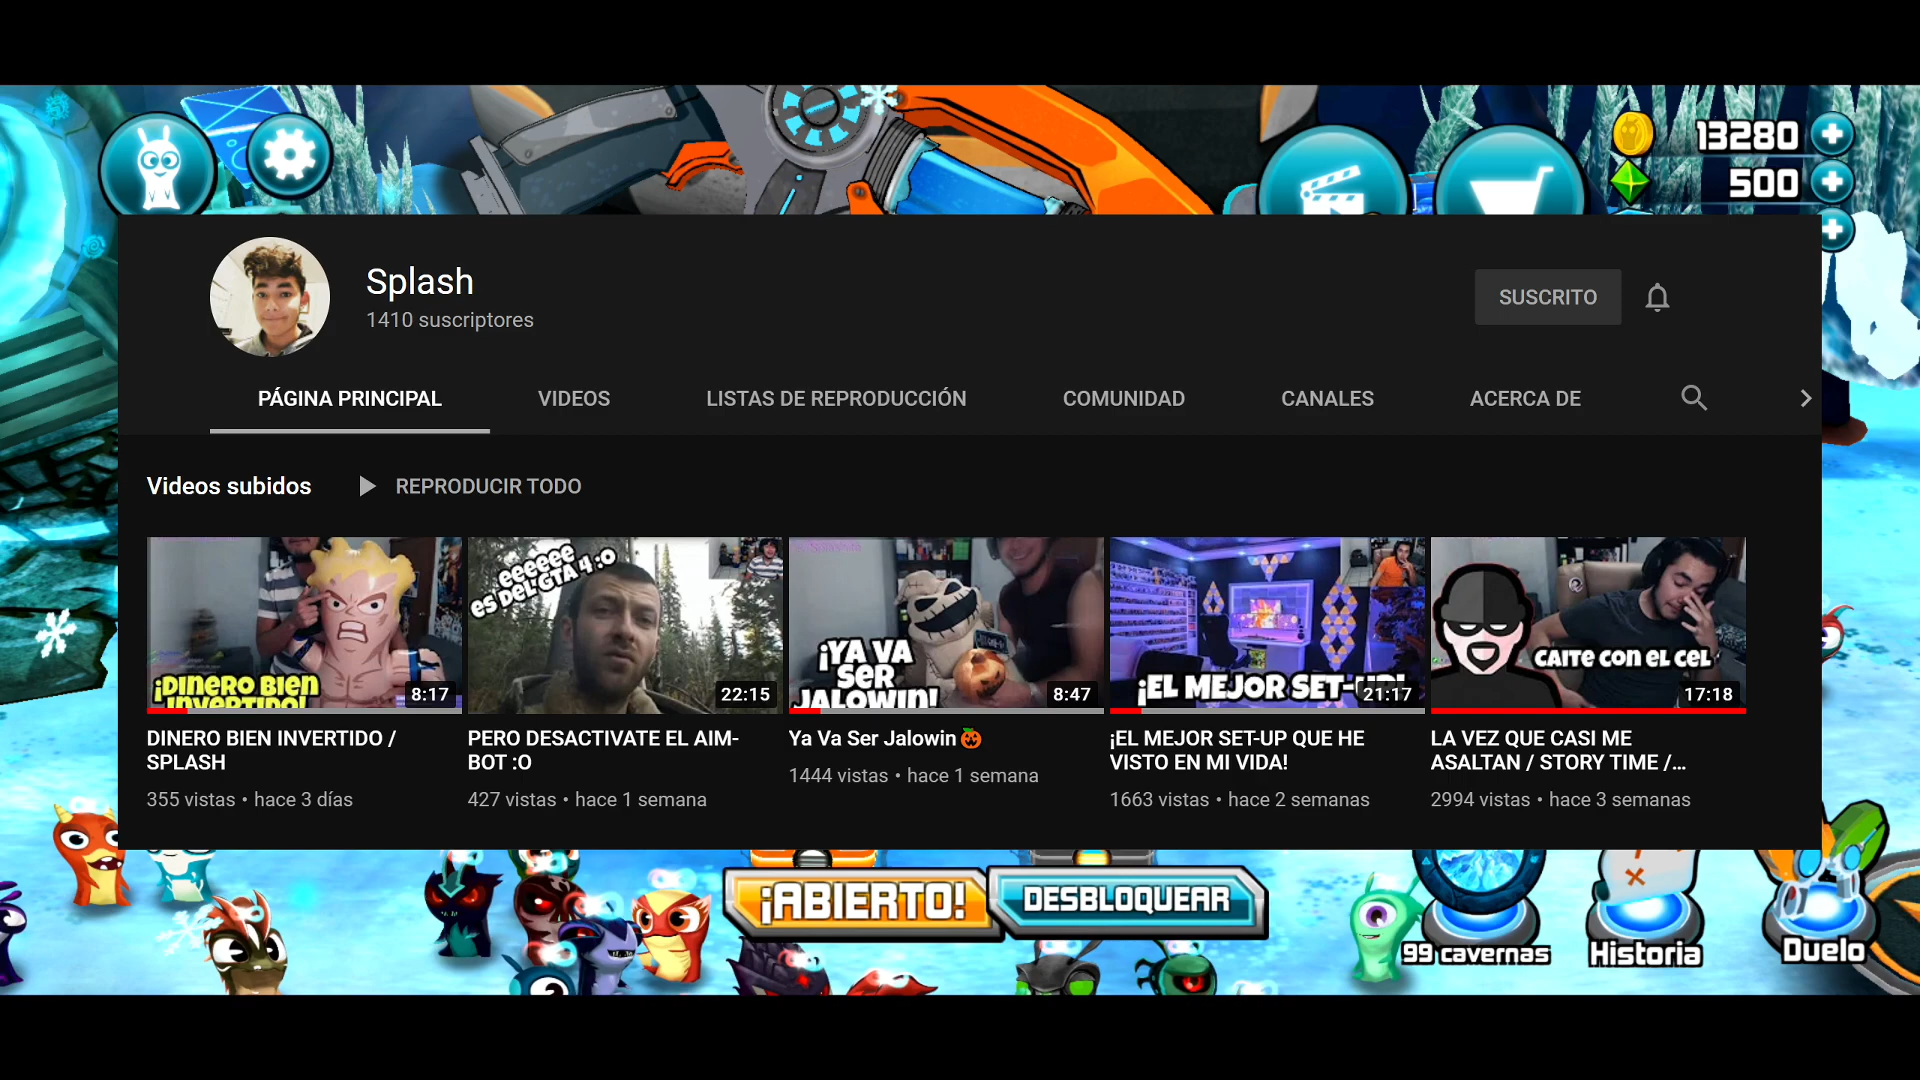 13280
500
Splash
1410 suscriptores
SUSCRITO
PÁGINA PRINCIPAL
VIDEOS
LISTAS DE REPRODUCCIÓN
COMUNIDAD
CANALES
ACERCA DE
Videos subidos
REPRODUCIR TODO
¡DINERO BIEN
INVERTIDO!
8:17
eeeeee
es del GTA 4 :O
22:15
¡YA VA
SER
JALOWIN!
8:47
¡EL MEJOR SET-UP!
21:17
CAITE CON EL CEL
17:18
DINERO BIEN INVERTIDO /
SPLASH
355 vistas • hace 3 días
PERO DESACTIVATE EL AIM-
BOT :O
427 vistas • hace 1 semana
Ya Va Ser Jalowin🎃
1444 vistas • hace 1 semana
¡EL MEJOR SET-UP QUE HE
VISTO EN MI VIDA!
1663 vistas • hace 2 semanas
LA VEZ QUE CASI ME
ASALTAN / STORY TIME /...
2994 vistas • hace 3 semanas
¡ABIERTO!
DESBLOQUEAR
99 cavernas
Historia
Duelo